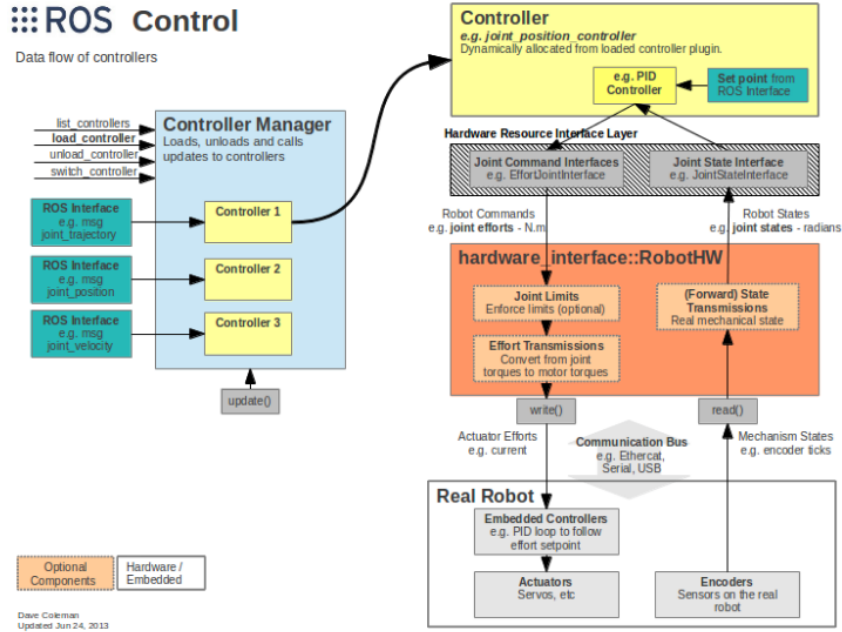 ROS Control
Data flow of controllers
list_controllers
load_controller
unload_controller
switch_controller
Controller Manager
Loads, unloads and calls
updates to controllers
ROS Interface
e.g. msg
joint_trajectory
Controller 1
ROS Interface
e.g. msg
joint_position
Controller 2
ROS Interface
e.g. msg
joint_velocity
Controller 3
update()
Controller
e.g. joint_position_controller
Dynamically allocated from loaded controller plugin.
e.g. PID
Controller
Set point from
ROS Interface
Hardware Resource Interface Layer
Joint Command Interfaces
e.g. EffortJointInterface
Joint State Interface
e.g. JointStateInterface
Robot Commands
e.g. joint efforts - N.m
Robot States
e.g. joint states - radians
hardware_interface::RobotHW
Joint Limits
Enforce limits (optional)
(Forward) State
Transmissions
Real mechanical state
Effort Transmissions
Convert from joint
torques to motor torques
write()
read()
Actuator Efforts
e.g. current
Communication Bus
e.g. Ethercat,
Serial, USB
Mechanism States
e.g. encoder ticks
Real Robot
Embedded Controllers
e.g. PID loop to follow
effort setpoint
Actuators
Servos, etc
Encoders
Sensors on the real
robot
Optional
Components
Hardware /
Embedded
Dave Coleman
Updated Jun 24, 2013